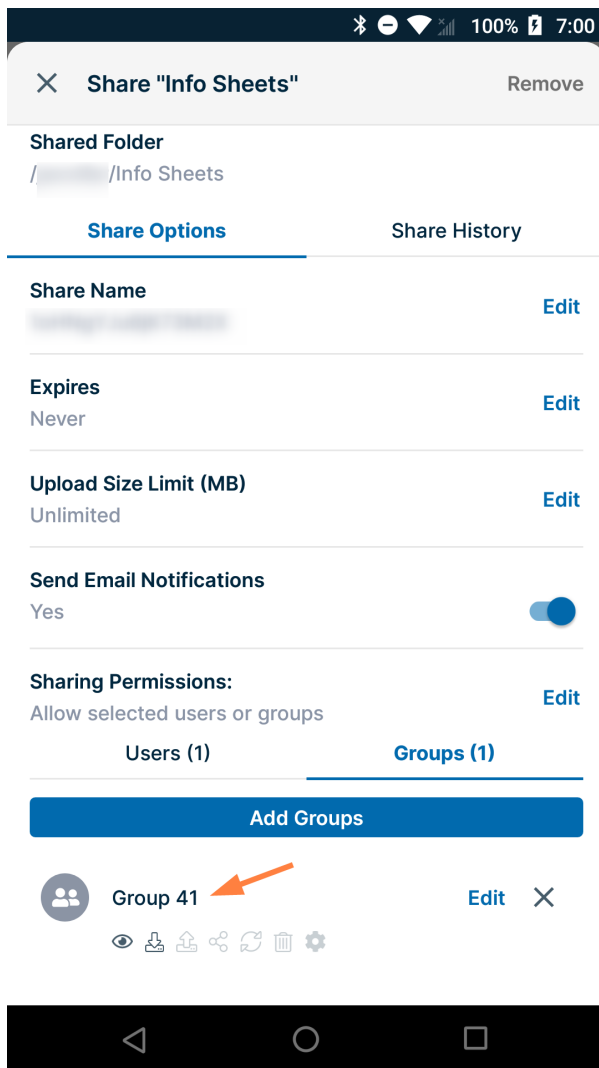 100% 7:00
Share "Info Sheets" Remove
Shared Folder
/ /Info Sheets
Share Options Share History
Share Name
Edit
Expires
Never
Edit
Upload Size Limit (MB)
Unlimited
Edit
Send Email Notifications
Yes
Sharing Permissions:
Allow selected users or groups
Edit
Users (1) Groups (1)
Add Groups
Group 41 Edit